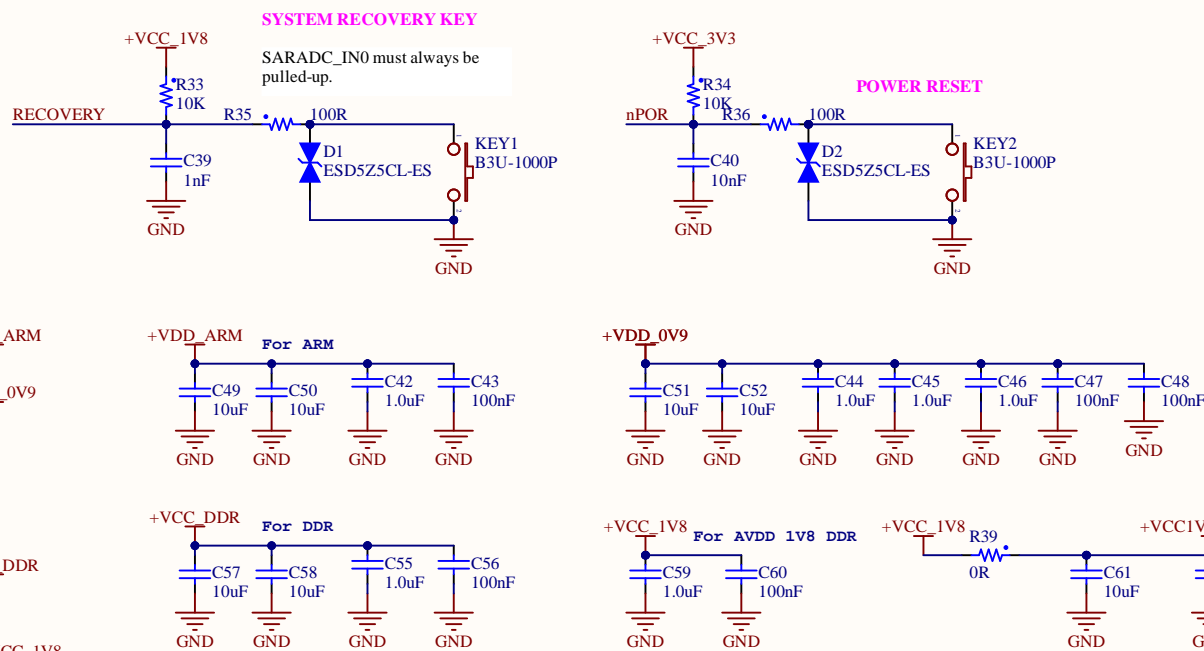 SYSTEM RECOVERY KEY
+VCC_1V8
SARADC_IN0 must always be
pulled-up.
R33
10K
RECOVERY
R35
100R
C39
1nF
GND
D1
ESD5Z5CL-ES
KEY1
B3U-1000P
1
2
GND
+VCC_3V3
POWER RESET
R34
10K
nPOR
R36
100R
C40
10nF
GND
D2
ESD5Z5CL-ES
KEY2
B3U-1000P
1
2
GND
_ARM
_0V9
+VDD_ARM
For ARM
C49
10uF
GND
C50
10uF
GND
C42
1.0uF
GND
C43
100nF
GND
+VDD_0V9
C51
10uF
GND
C52
10uF
GND
C44
1.0uF
GND
C45
1.0uF
GND
C46
1.0uF
GND
C47
100nF
GND
C48
100nF
GND
_DDR
+VCC_DDR
For DDR
C57
10uF
GND
C58
10uF
GND
C55
1.0uF
GND
C56
100nF
GND
+VCC_1V8
For AVDD 1V8 DDR
C59
1.0uF
GND
C60
100nF
GND
+VCC_1V8
R39
0R
+VCC1V
C61
10uF
GND
G
CC_1V8